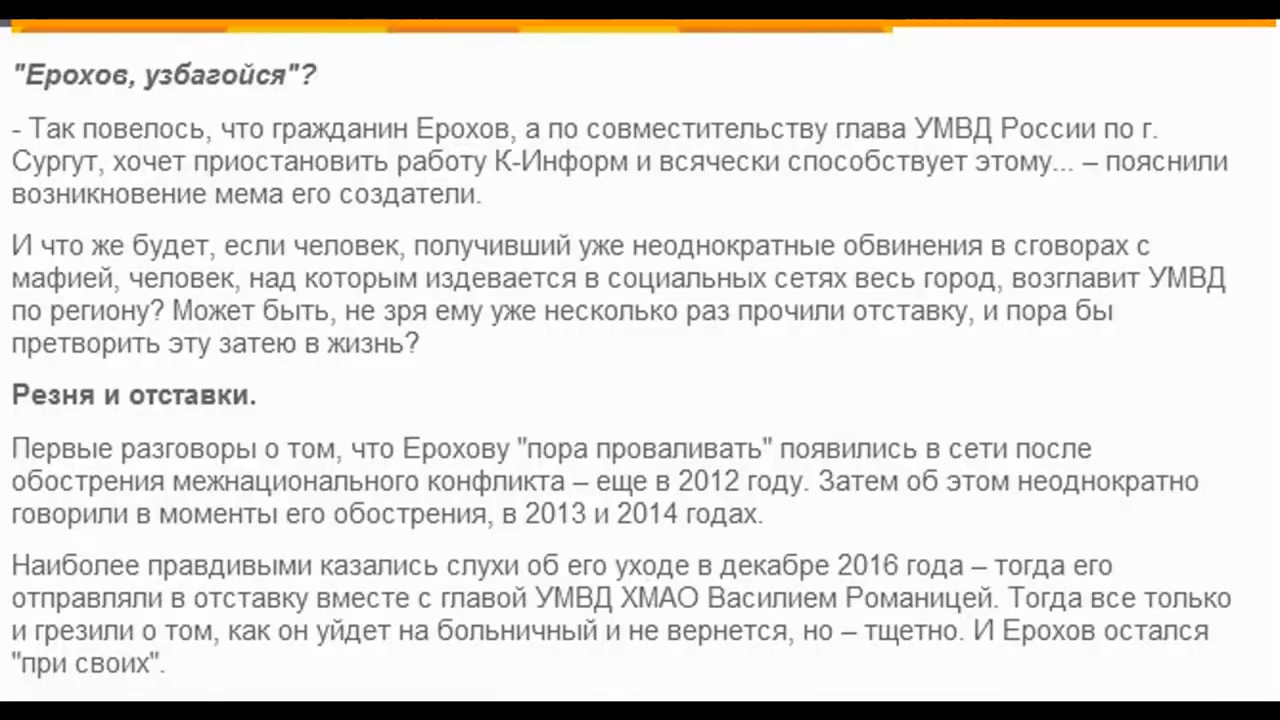 "Ерохов, узбагойся"?
- Так повелось, что гражданин Ерохов, а по совместительству глава УМВД России по г.
Сургут, хочет приостановить работу К-Информ и всячески способствует этому... – пояснили
возникновение мема его создатели.
И что же будет, если человек, получивший уже неоднократные обвинения в сговорах с
мафией, человек, над которым издевается в социальных сетях весь город, возглавит УМВД
по региону? Может быть, не зря ему уже несколько раз прочили отставку, и пора бы
претворить эту затею в жизнь?
Резня и отставки.
Первые разговоры о том, что Ерохову "пора проваливать" появились в сети после
обострения межнационального конфликта – еще в 2012 году. Затем об этом неоднократно
говорили в моменты его обострения, в 2013 и 2014 годах.
Наиболее правдивыми казались слухи об его уходе в декабре 2016 года – тогда его
отправляли в отставку вместе с главой УМВД ХМАО Василием Романицей. Тогда все только
и грезили о том, как он уйдет на больничный и не вернется, но – тщетно. И Ерохов остался
"при своих".